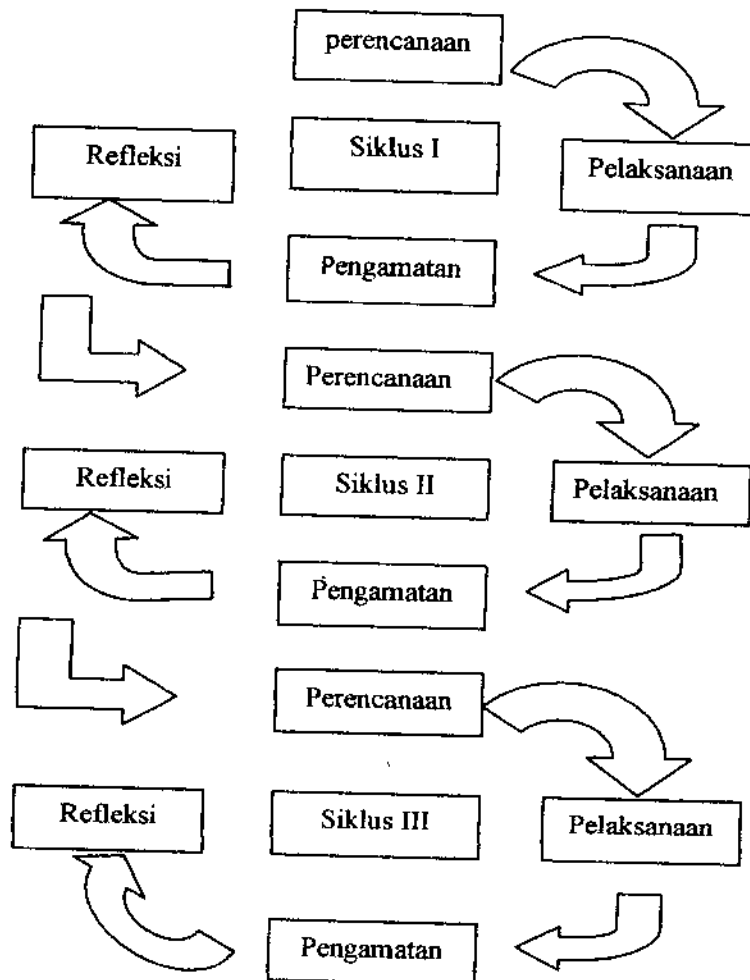 perencanaan
Refleksi
Siklus I
Pelaksanaan
Pengamatan
Perencanaan
Refleksi
Siklus II
Pelaksanaan
Pengamatan
Perencanaan
Refleksi
Siklus III
Pelaksanaan
Pengamatan